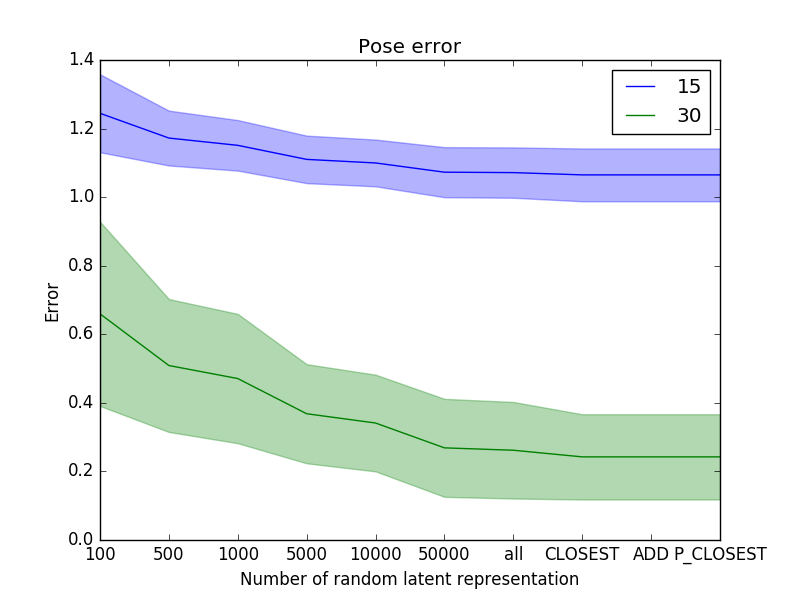 Pose error
15
30
1.4
1.2
1.0
0.8
0.6
0.4
0.2
0.0
Error
100 500 1000 5000 10000 50000 all CLOSEST ADD P_CLOSEST
Number of random latent representation